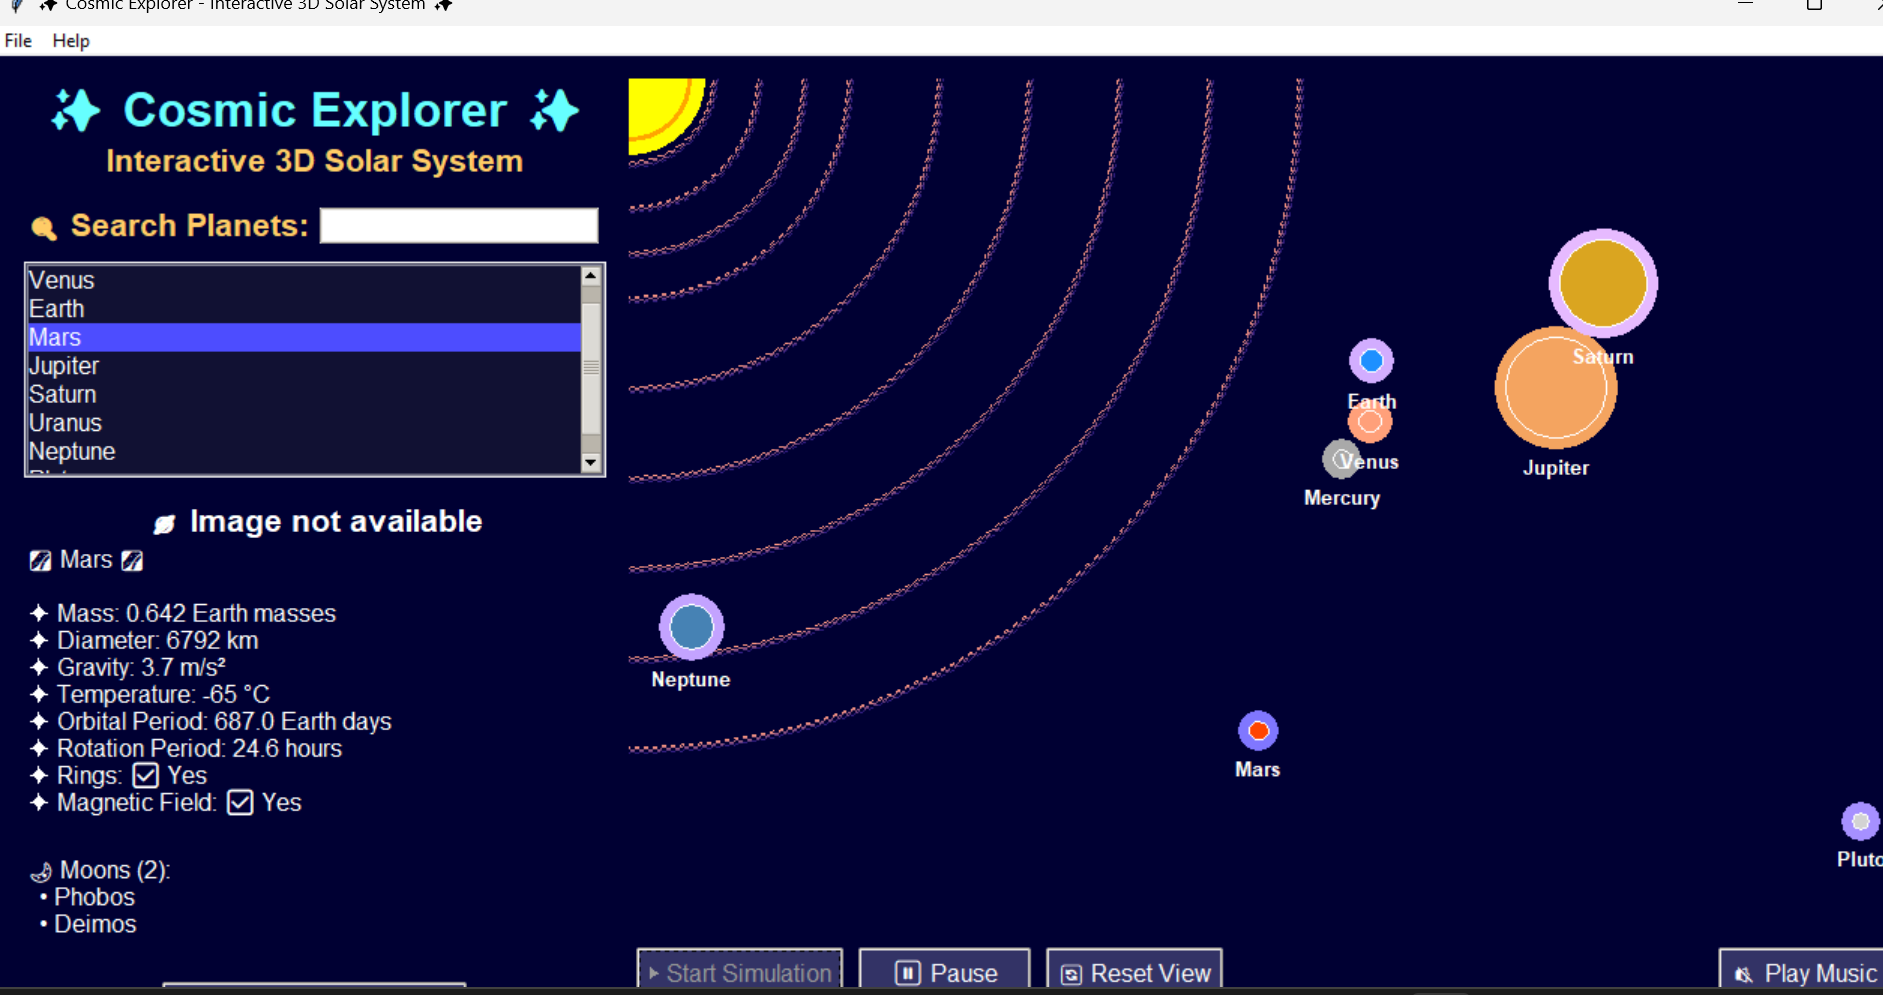 Cosmic Explorer - Interactive 3D Solar System
File Help
Cosmic Explorer
Interactive 3D Solar System
Search Planets:
Venus
Earth
Mars
Jupiter
Saturn
Uranus
Neptune
Image not available
Mars
Mass: 0.642 Earth masses
Diameter: 6792 km
Gravity: 3.7 m/s²
Temperature: -65 °C
Orbital Period: 687.0 Earth days
Rotation Period: 24.6 hours
Rings: Yes
Magnetic Field: Yes
Moons (2):
• Phobos
• Deimos
Saturn
Earth
Venus
Jupiter
Mercury
Neptune
Mars
Pluto
Start Simulation
Pause
Reset View
Play Music